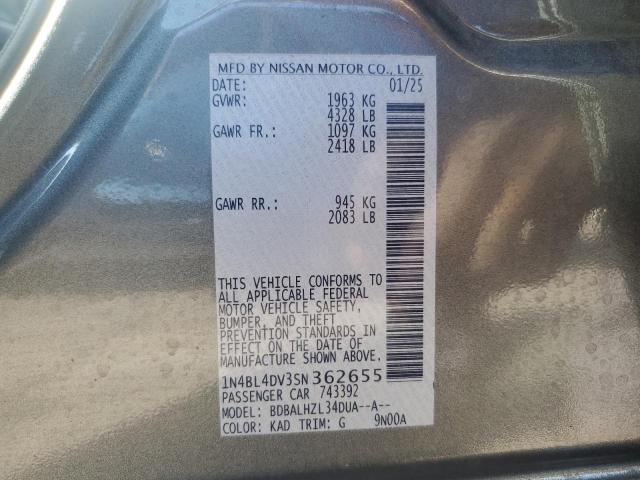 MFD BY NISSAN MOTOR CO., LTD.
DATE: 01/25
GVWR: 1963 KG
4328 LB
GAWR FR.: 1097 KG
2418 LB
GAWR RR.: 945 KG
2083 LB
THIS VEHICLE CONFORMS TO
ALL APPLICABLE FEDERAL
MOTOR VEHICLE SAFETY,
BUMPER, AND THEFT
PREVENTION STANDARDS IN
EFFECT ON THE DATE OF
MANUFACTURE SHOWN ABOVE.
1N4BL4DV3SN362655
PASSENGER CAR 743392
MODEL: BDBALHZL34DUA--A--
COLOR: KAD TRIM: G 9N00A